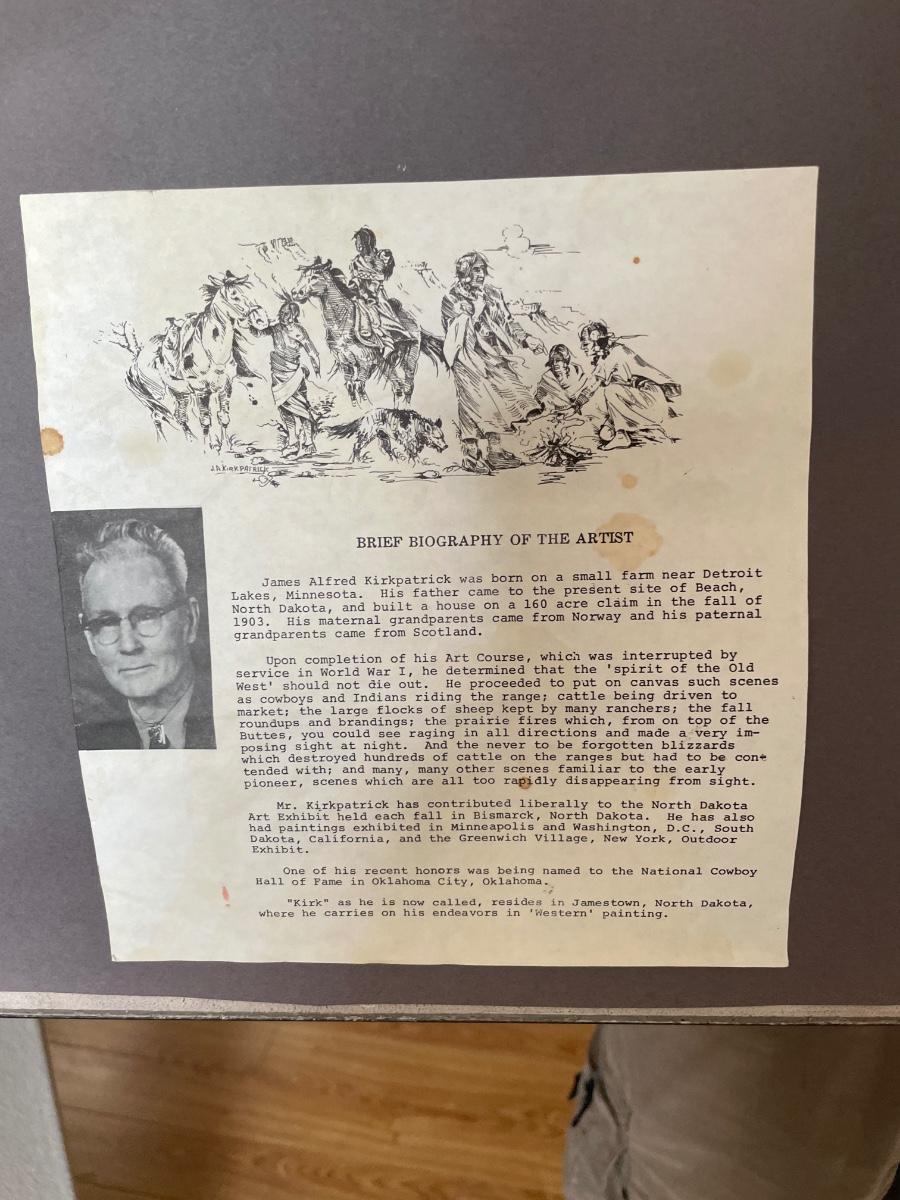 J.A. KIRKPATRICK
BRIEF BIOGRAPHY OF THE ARTIST
James Alfred Kirkpatrick was born on a small farm near Detroit
Lakes, Minnesota. His father came to the present site of Beach,
North Dakota, and built a house on a 160 acre claim in the fall of
1903. His maternal grandparents came from Norway and his paternal
grandparents came from Scotland.
Upon completion of his Art Course, which was interrupted by
service in World War I, he determined that the 'spirit of the Old
West' should not die out. He proceeded to put on canvas such scenes
as cowboys and Indians riding the range; cattle being driven to
market; the large flocks of sheep kept by many ranchers; the fall
roundups and brandings; the prairie fires which, from on top of the
Buttes, you could see raging in all directions and made a very im-
posing sight at night. And the never to be forgotten blizzards
which destroyed hundreds of cattle on the ranges but had to be con-
tended with; and many, many other scenes familiar to the early
pioneer, scenes which are all too rapidly disappearing from sight.
Mr. Kirkpatrick has contributed liberally to the North Dakota
Art Exhibit held each fall in Bismarck, North Dakota. He has also
had paintings exhibited in Minneapolis and Washington, D.C., South
Dakota, California, and the Greenwich Village, New York, Outdoor
Exhibit.
One of his recent honors was being named to the National Cowboy
Hall of Fame in Oklahoma City, Oklahoma.
"Kirk" as he is now called, resides in Jamestown, North Dakota,
where he carries on his endeavors in 'Western' painting.